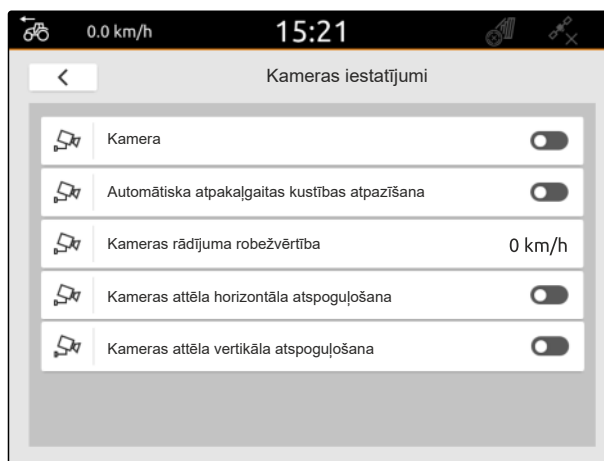 0.0 km/h 15:21
Kameras iestatījumi
Kamera
Automātiska atpakaļgaitas kustības atpazīšana
Kameras rādījuma robežvērtība 0 km/h
Kameras attēla horizontāla atspoguļošana
Kameras attēla vertikāla atspoguļošana